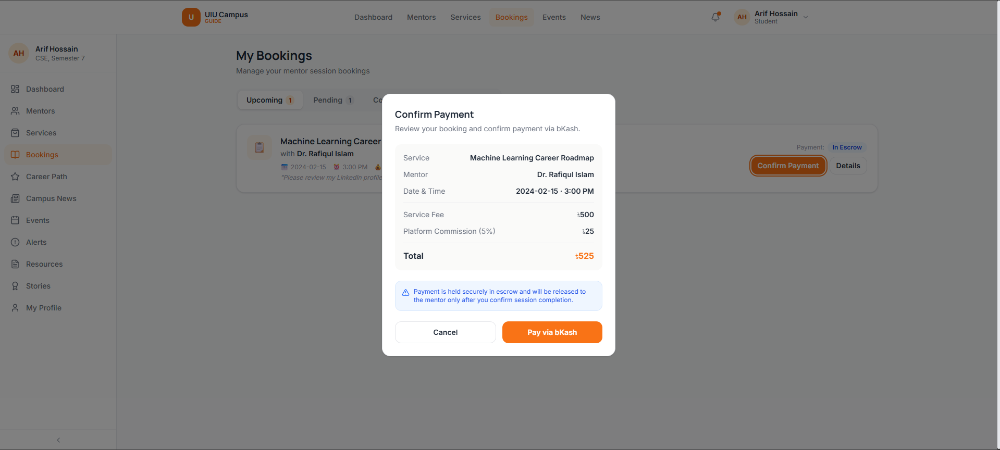 U
UIU Campus
GUIDE
Dashboard
Mentors
Services
Bookings
Events
News
AH
Arif Hossain
Student
AH
Arif Hossain
CSE, Semester 7
Dashboard
Mentors
Services
Bookings
Career Path
Campus News
Events
Alerts
Resources
Stories
My Profile
My Bookings
Manage your mentor session bookings
Upcoming 1
Pending 1
Co
Machine Learning Career
with Dr. Rafiqul Islam
2024-02-15 3:00 PM
"Please review my LinkedIn profile
Payment: In Escrow
Confirm Payment
Details
Confirm Payment
Review your booking and confirm payment via bKash.
Service Machine Learning Career Roadmap
Mentor Dr. Rafiqul Islam
Date & Time 2024-02-15 · 3:00 PM
Service Fee ৳500
Platform Commission (5%) ৳25
Total ৳525
Payment is held securely in escrow and will be released to
the mentor only after you confirm session completion.
Cancel
Pay via bKash